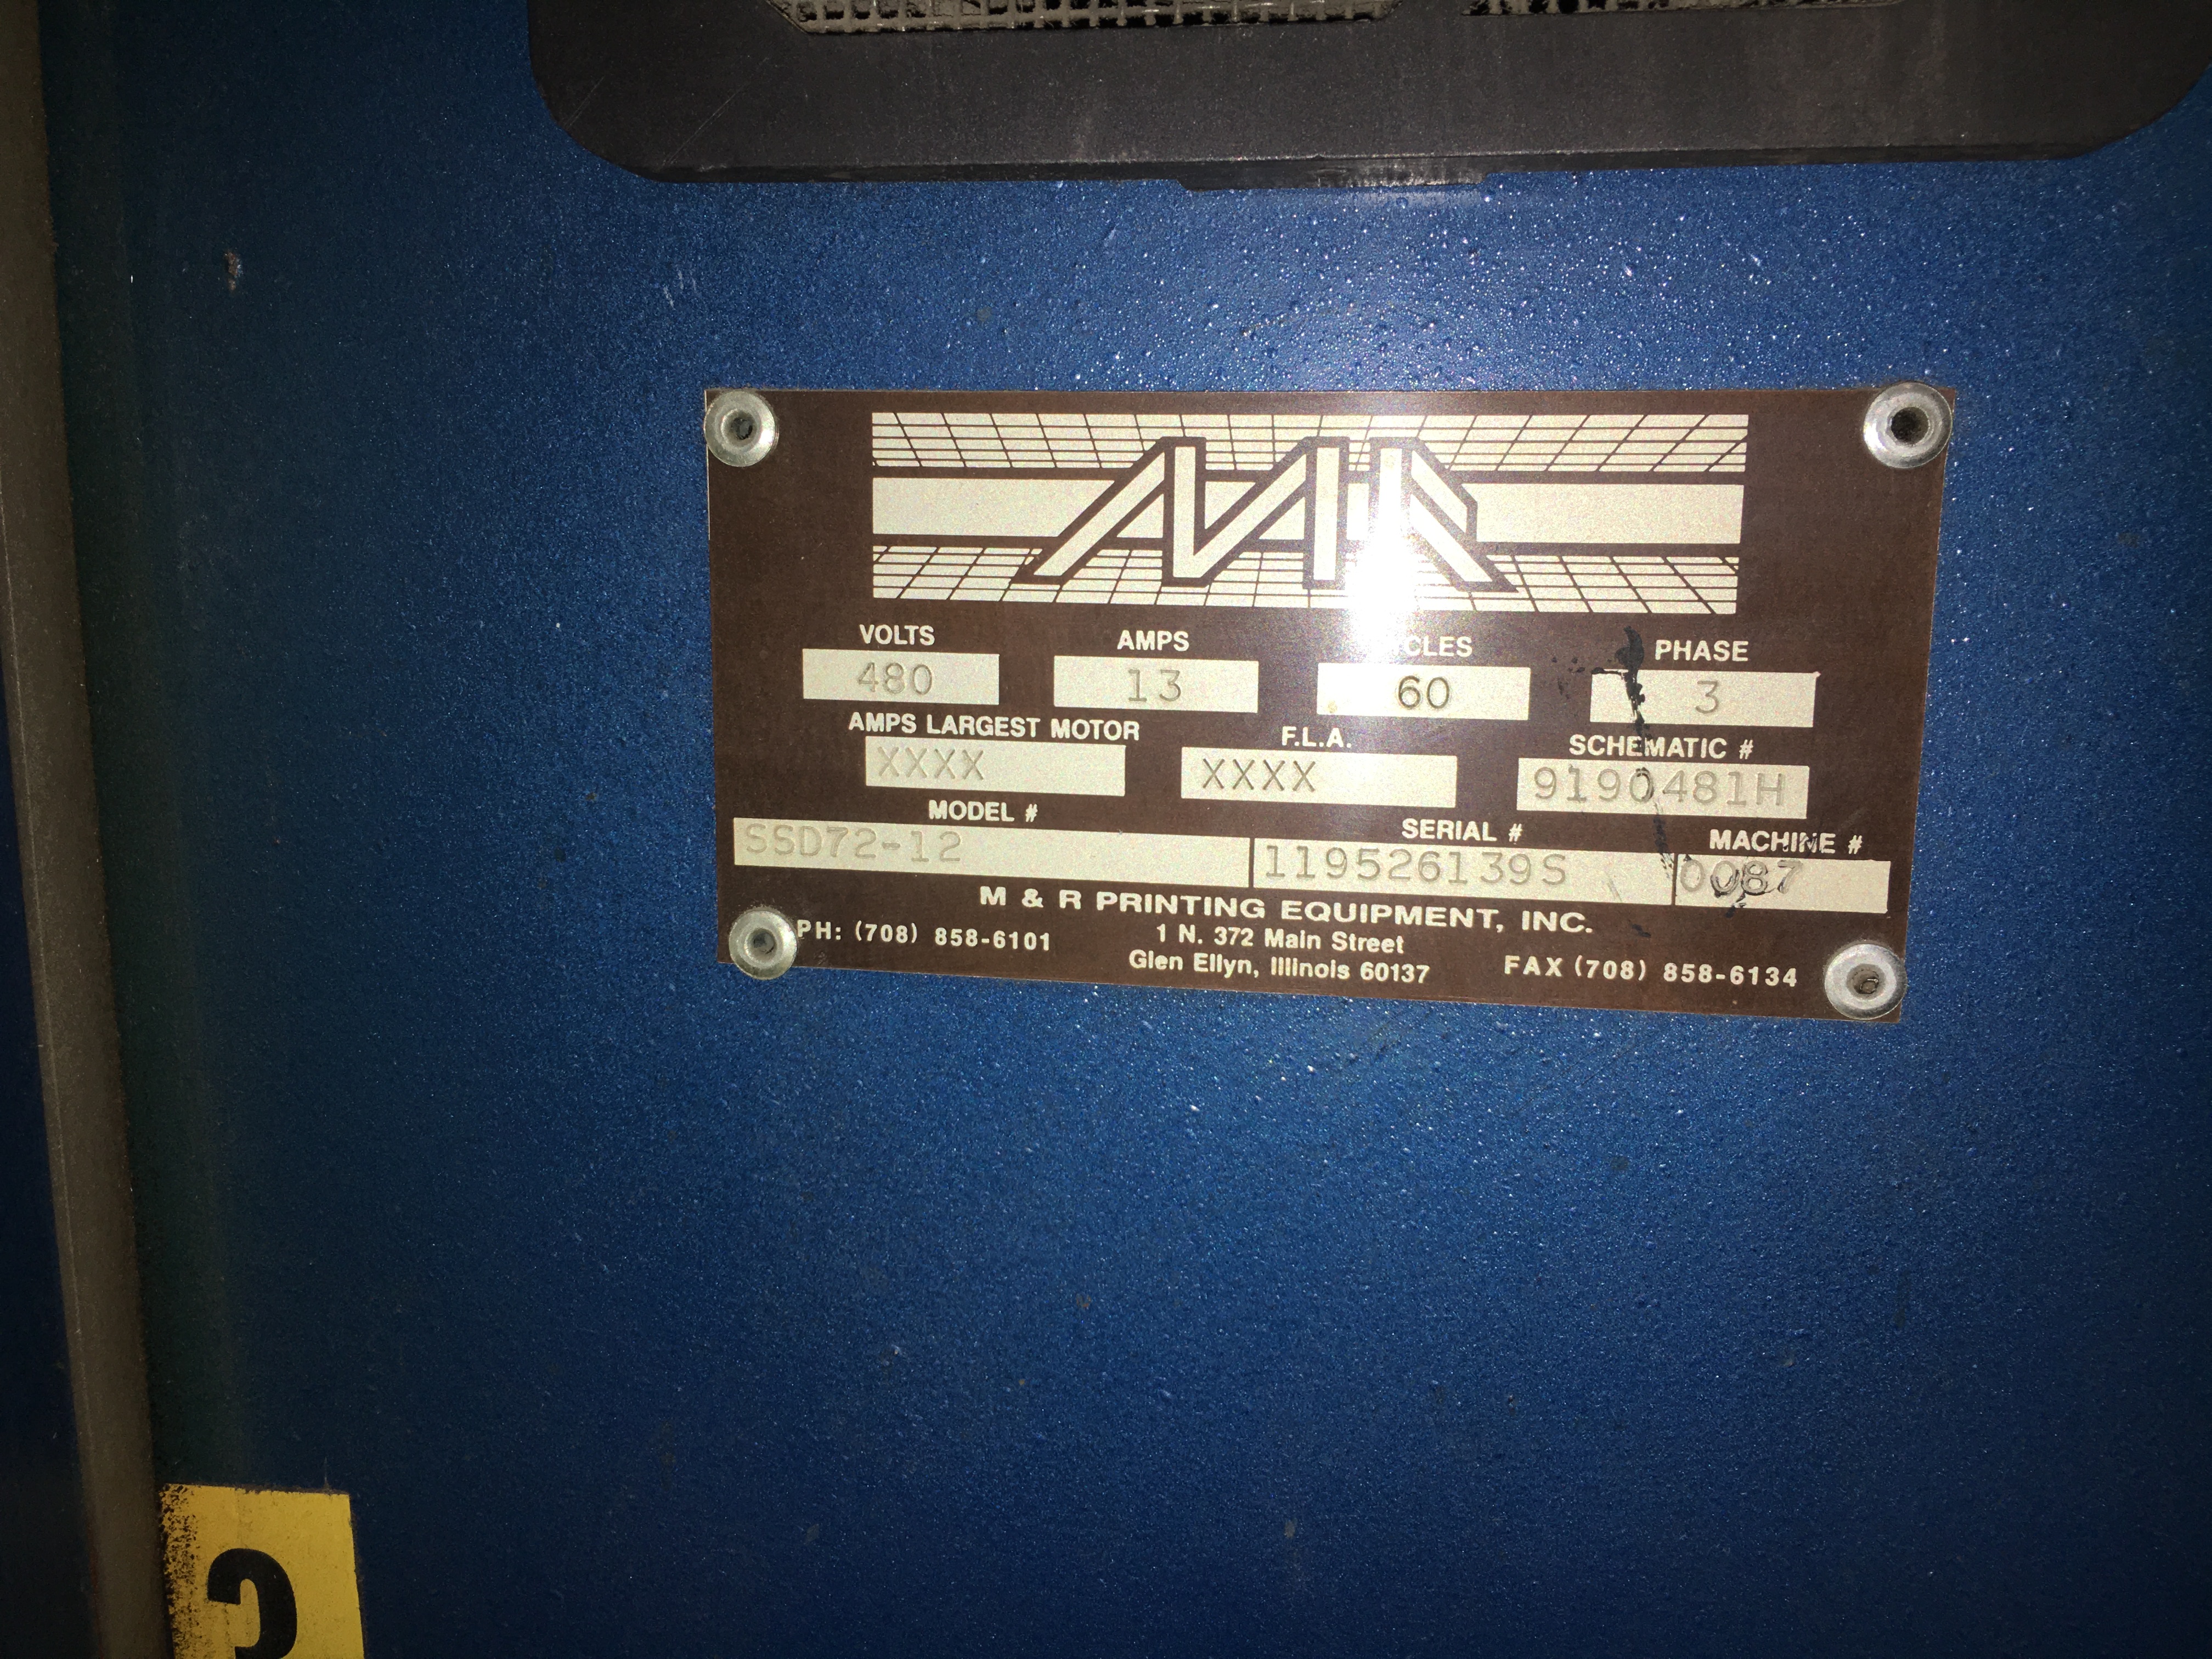 MR
VOLTS AMPS CLES PHASE
480 13 60 3
AMPS LARGEST MOTOR F.L.A. SCHEMATIC #
XXXX XXXX 9190481H
MODEL # SERIAL # MACHINE #
SSD72-12 119526139S 0087
M & R PRINTING EQUIPMENT, INC.
PH: (708) 858-6101 1 N. 372 Main Street
Glen Ellyn, Illinois 60137 FAX (708) 858-6134